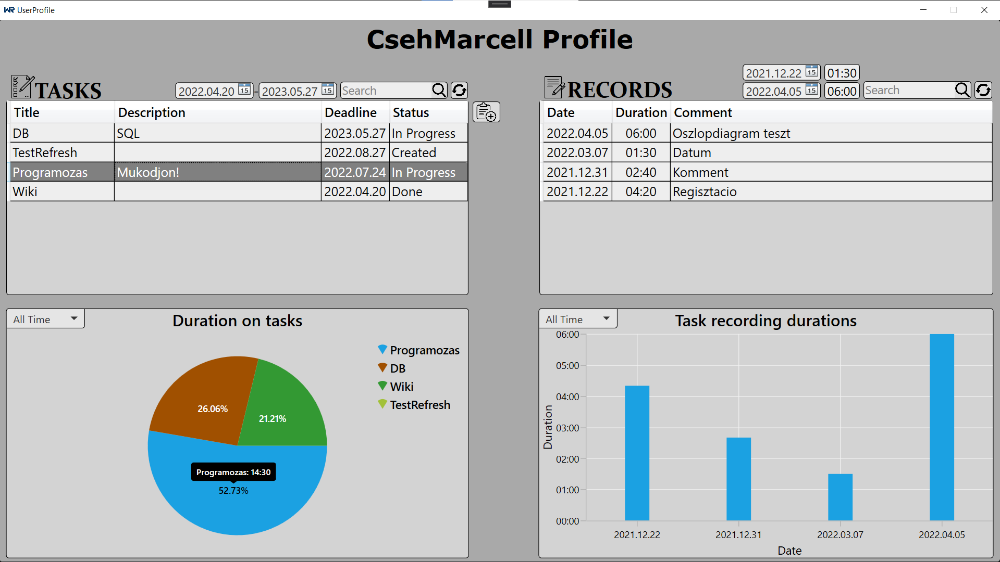 WR UserProfile
CsehMarcell Profile
TASKS
2022.04.20 15 - 2023.05.27 15 Search
Title Description Deadline Status
DB SQL 2023.05.27 In Progress
TestRefresh 2022.08.27 Created
Programozas Mukodjon! 2022.07.24 In Progress
Wiki 2022.04.20 Done
RECORDS
2021.12.22 15 01:30
2022.04.05 15 06:00 Search
Date Duration Comment
2022.04.05 06:00 Oszlopdiagram teszt
2022.03.07 01:30 Datum
2021.12.31 02:40 Komment
2021.12.22 04:20 Regisztacio
All Time
Duration on tasks
Programozas
DB
Wiki
TestRefresh
26.06%
21.21%
Programozas: 14:30
52.73%
All Time
Task recording durations
06:00
05:00
04:00
03:00
02:00
01:00
00:00
Duration
2021.12.22 2021.12.31 2022.03.07 2022.04.05
Date